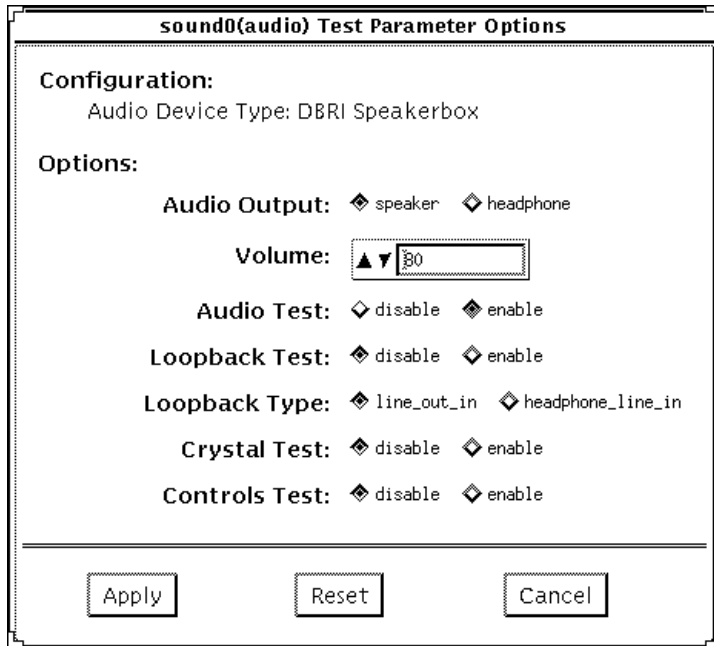 sound0(audio) Test Parameter Options
Configuration:
Audio Device Type: DBRI Speakerbox
Options:
Audio Output: speaker headphone
Volume: 80
Audio Test: disable enable
Loopback Test: disable enable
Loopback Type: line_out_in headphone_line_in
Crystal Test: disable enable
Controls Test: disable enable
Apply Reset Cancel